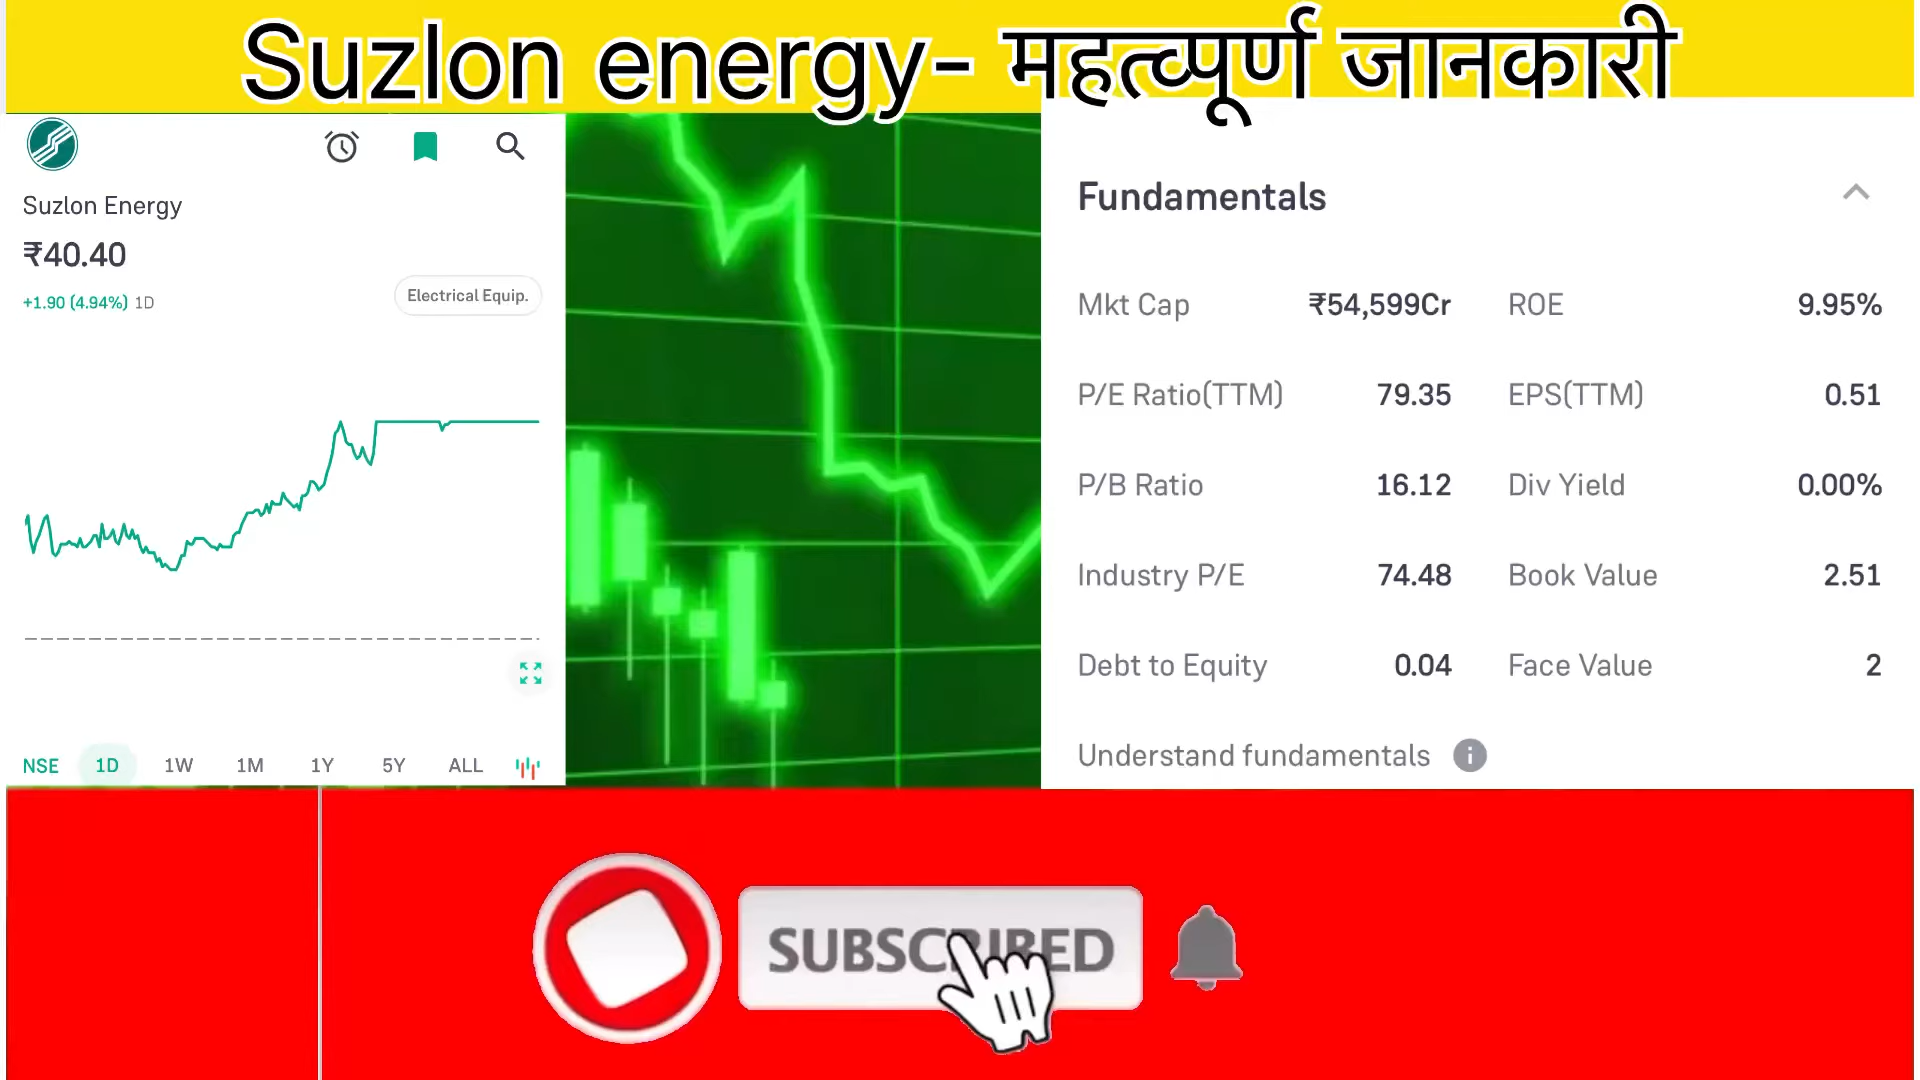 Suzlon energy- महत्व्पूर्ण जानकारी
Suzlon Energy
₹40.40
+1.90 (4.94%) 1D
Electrical Equip.
NSE 1D 1W 1M 1Y 5Y ALL
Fundamentals
Mkt Cap ₹54,599Cr ROE 9.95%
P/E Ratio(TTM) 79.35 EPS(TTM) 0.51
P/B Ratio 16.12 Div Yield 0.00%
Industry P/E 74.48 Book Value 2.51
Debt to Equity 0.04 Face Value 2
Understand fundamentals
SUBSCRIBED